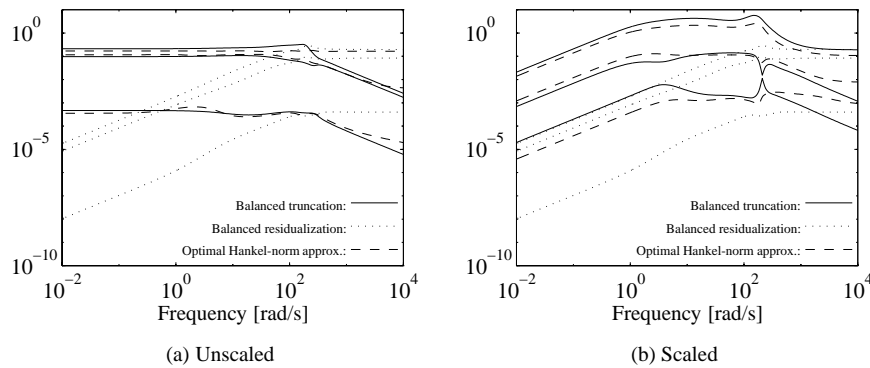 10^0
10^-5
10^-10
10^-2
10^0
10^2
10^4
Balanced truncation:
Balanced residualization:
Optimal Hankel-norm approx.:
Frequency [rad/s]
(a) Unscaled
10^0
10^-5
10^-10
10^-2
10^0
10^2
10^4
Balanced truncation:
Balanced residualization:
Optimal Hankel-norm approx.:
Frequency [rad/s]
(b) Scaled